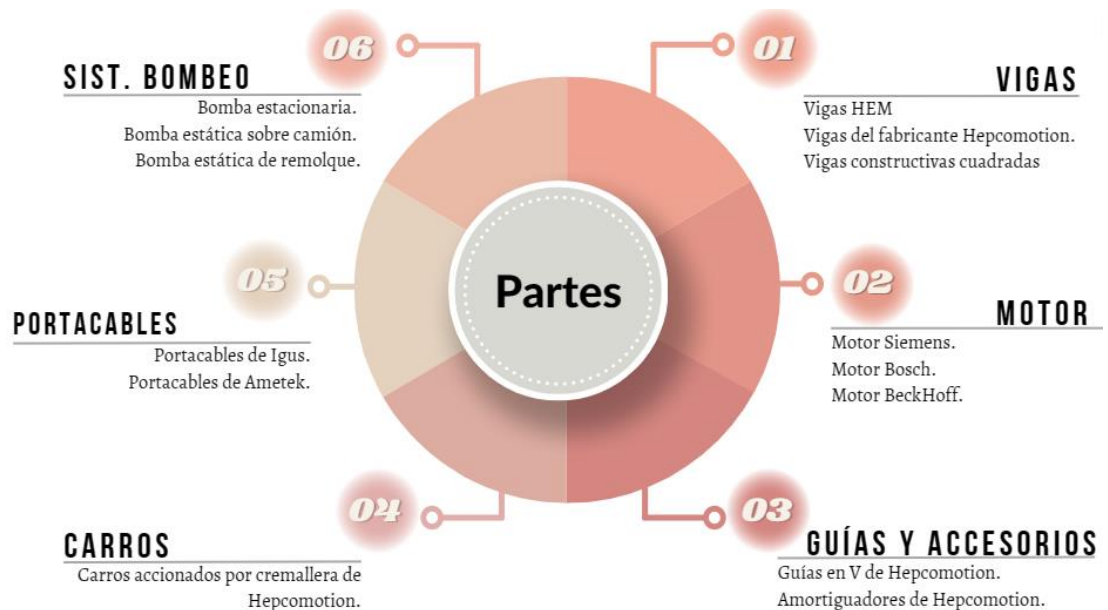 Partes
01
VIGAS
Vigas HEM
Vigas del fabricante Hepcomotion.
Vigas constructivas cuadradas
02
MOTOR
Motor Siemens.
Motor Bosch.
Motor BeckHoff.
03
GUÍAS Y ACCESORIOS
Guías en V de Hepcomotion.
Amortiguadores de Hepcomotion.
04
CARROS
Carros accionados por cremallera de
Hepcomotion.
05
PORTACABLES
Portacables de Igus.
Portacables de Ametek.
06
SIST. BOMBEO
Bomba estacionaria.
Bomba estática sobre camión.
Bomba estática de remolque.